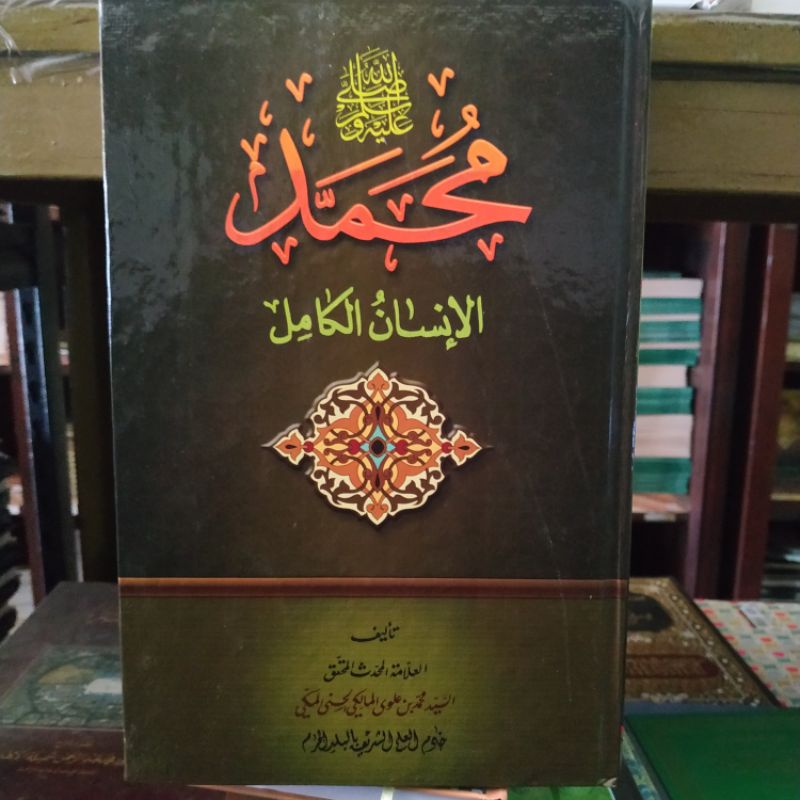 صلى الله عليه وسلم
محمد
الإنسان الكامل
تأليف
العلامة المحدث المحقق
السيد محمد بن علوي المالكي الحسني المكي
خادم العلم الشريف بالبلد الحرام